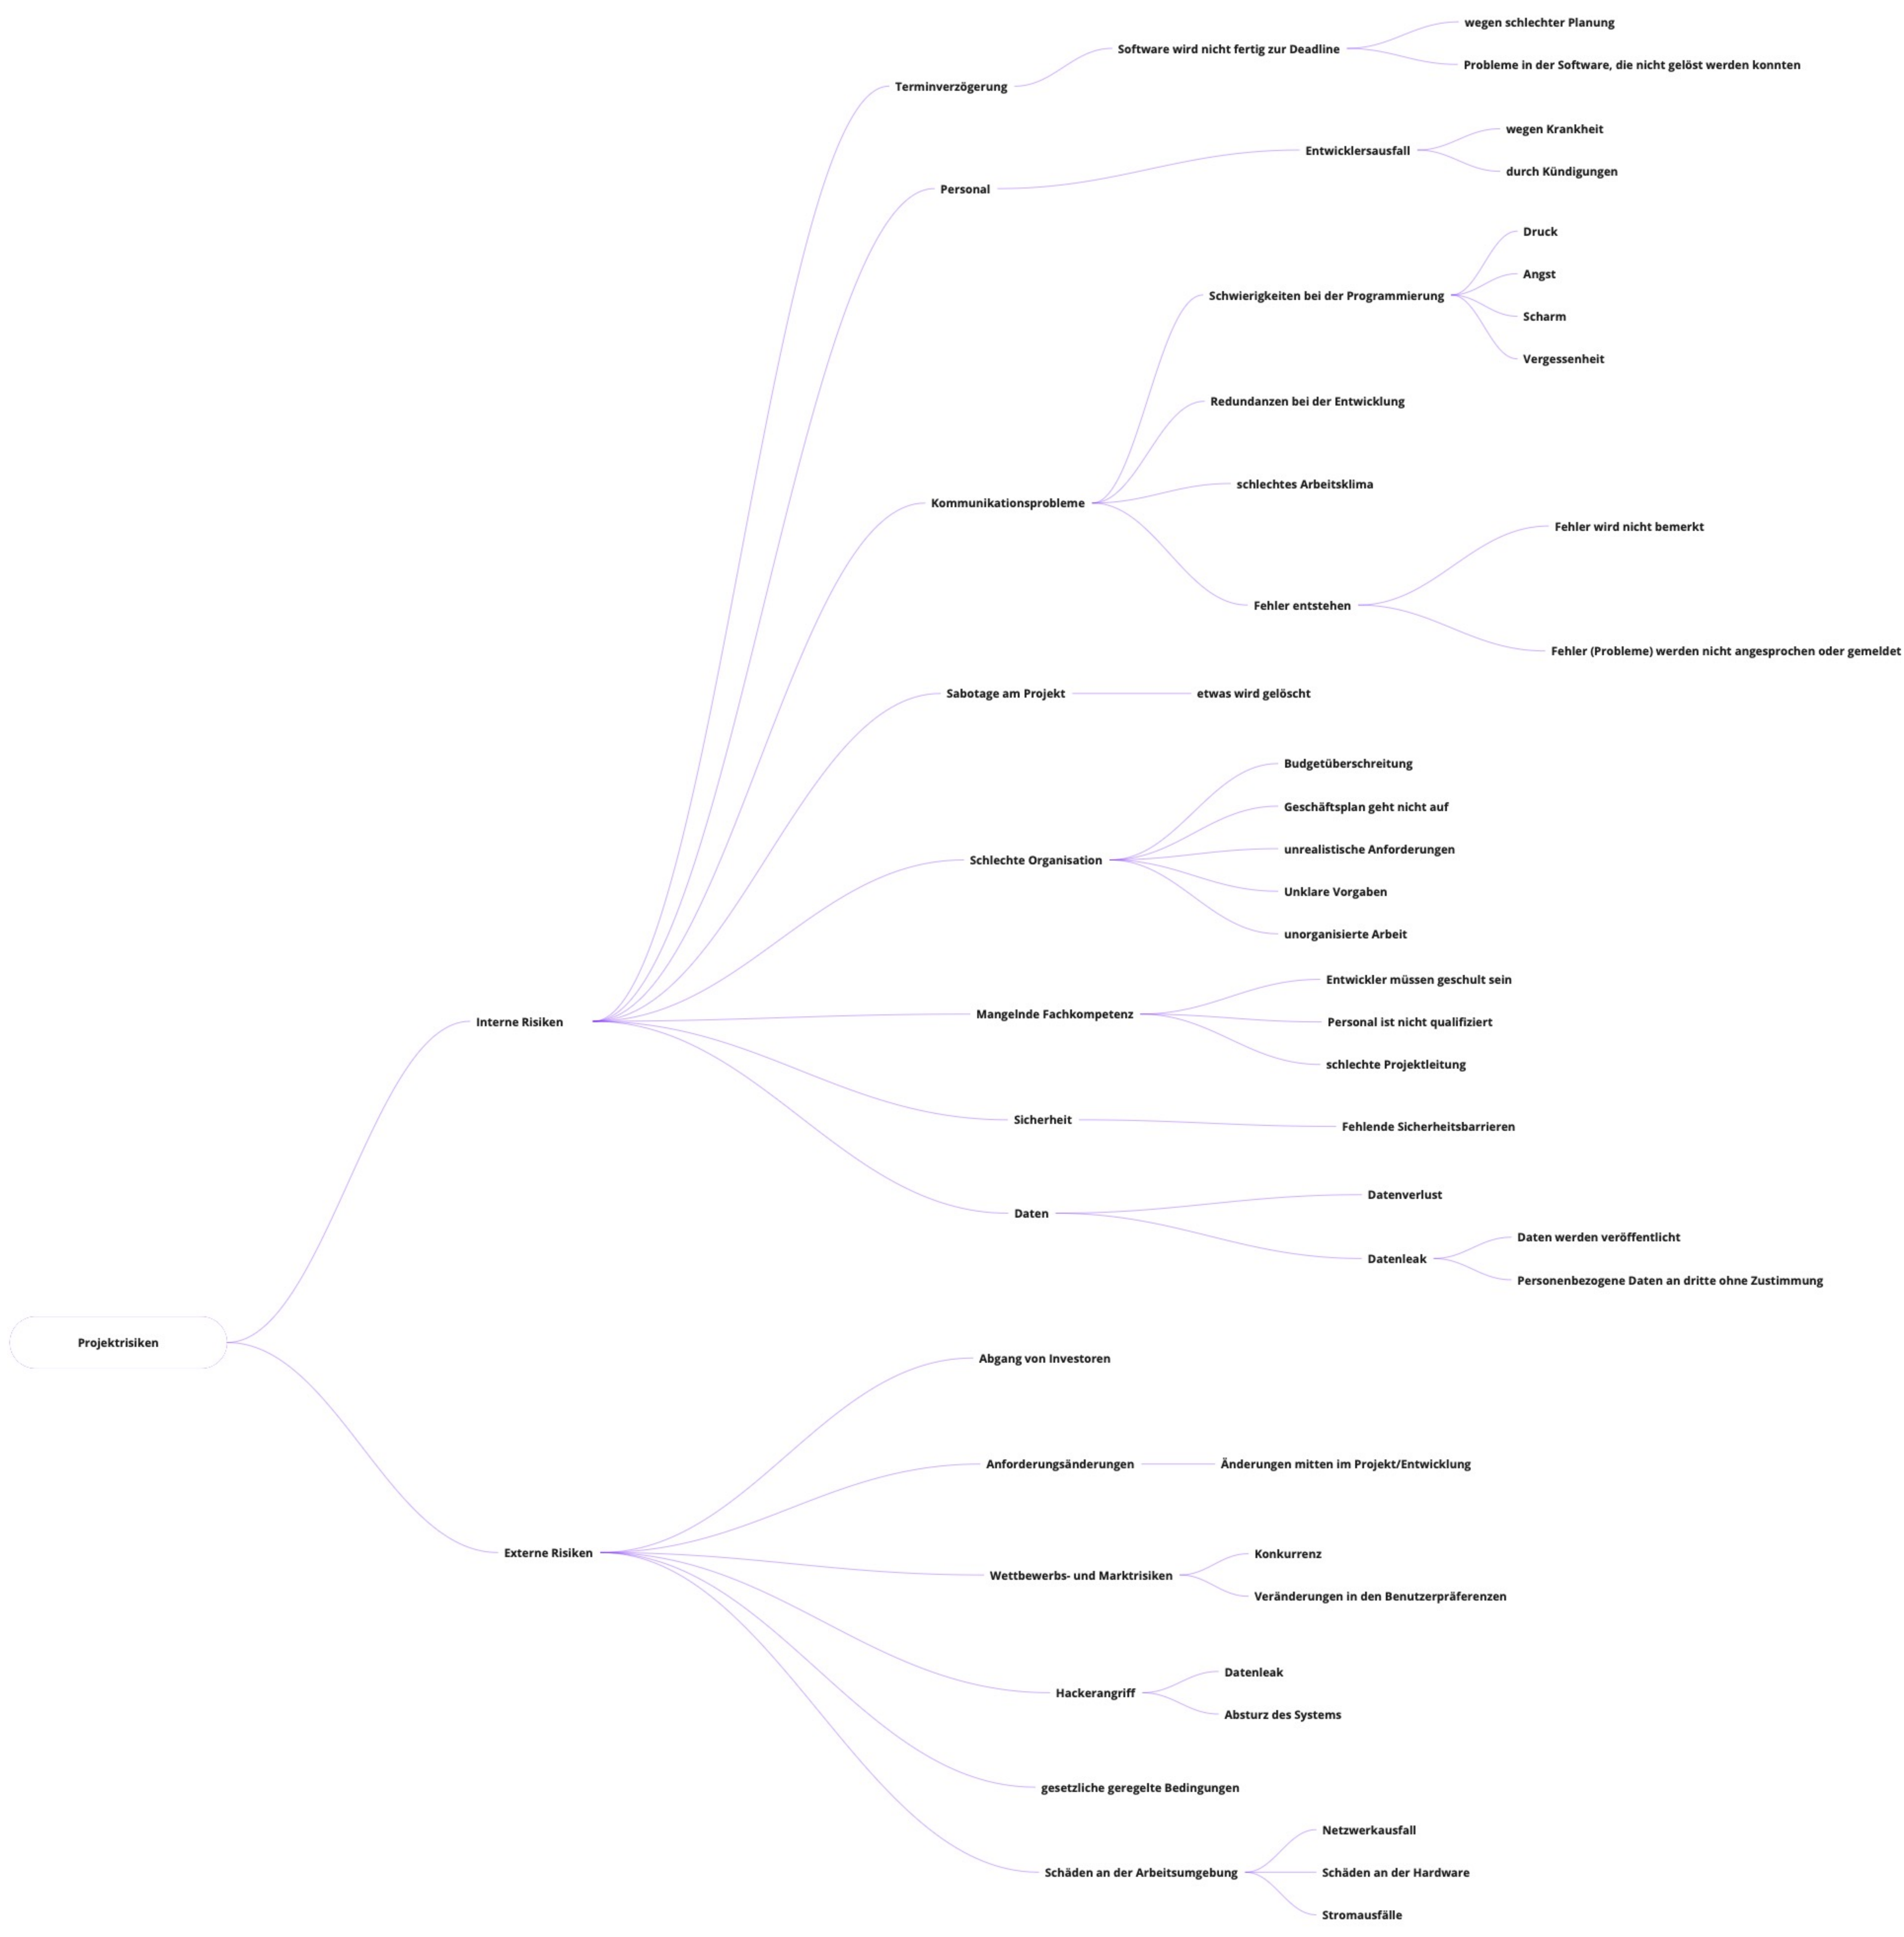 wegen schlechter Planung
Software wird nicht fertig zur Deadline
Probleme in der Software, die nicht gelöst werden konnten
Terminverzögerung
wegen Krankheit
Entwicklersausfall
durch Kündigungen
Personal
Druck
Angst
Schwierigkeiten bei der Programmierung
Scharm
Vergessenheit
Redundanzen bei der Entwicklung
schlechtes Arbeitsklima
Kommunikationsprobleme
Fehler wird nicht bemerkt
Fehler entstehen
Fehler (Probleme) werden nicht angesprochen oder gemeldet
Sabotage am Projekt
etwas wird gelöscht
Budgetüberschreitung
Geschäftsplan geht nicht auf
unrealistische Anforderungen
Schlechte Organisation
Unklare Vorgaben
unorganisierte Arbeit
Entwickler müssen geschult sein
Mangelnde Fachkompetenz
Personal ist nicht qualifiziert
Interne Risiken
schlechte Projektleitung
Sicherheit
Fehlende Sicherheitsbarrieren
Datenverlust
Daten
Daten werden veröffentlicht
Datenleak
Personenbezogene Daten an dritte ohne Zustimmung
Projektrisiken
Abgang von Investoren
Anforderungsänderungen
Änderungen mitten im Projekt/Entwicklung
Externe Risiken
Konkurrenz
Wettbewerbs- und Marktrisiken
Veränderungen in den Benutzerpräferenzen
Datenleak
Hackerangriff
Absturz des Systems
gesetzliche geregelte Bedingungen
Netzwerkausfall
Schäden an der Arbeitsumgebung
Schäden an der Hardware
Stromausfälle